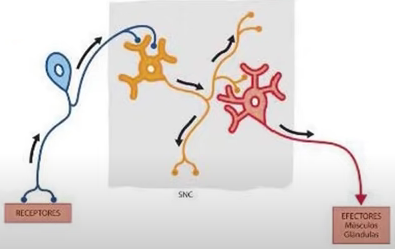 RECEPTORES
SNC
EFECTORES
Músculos
Glándulas